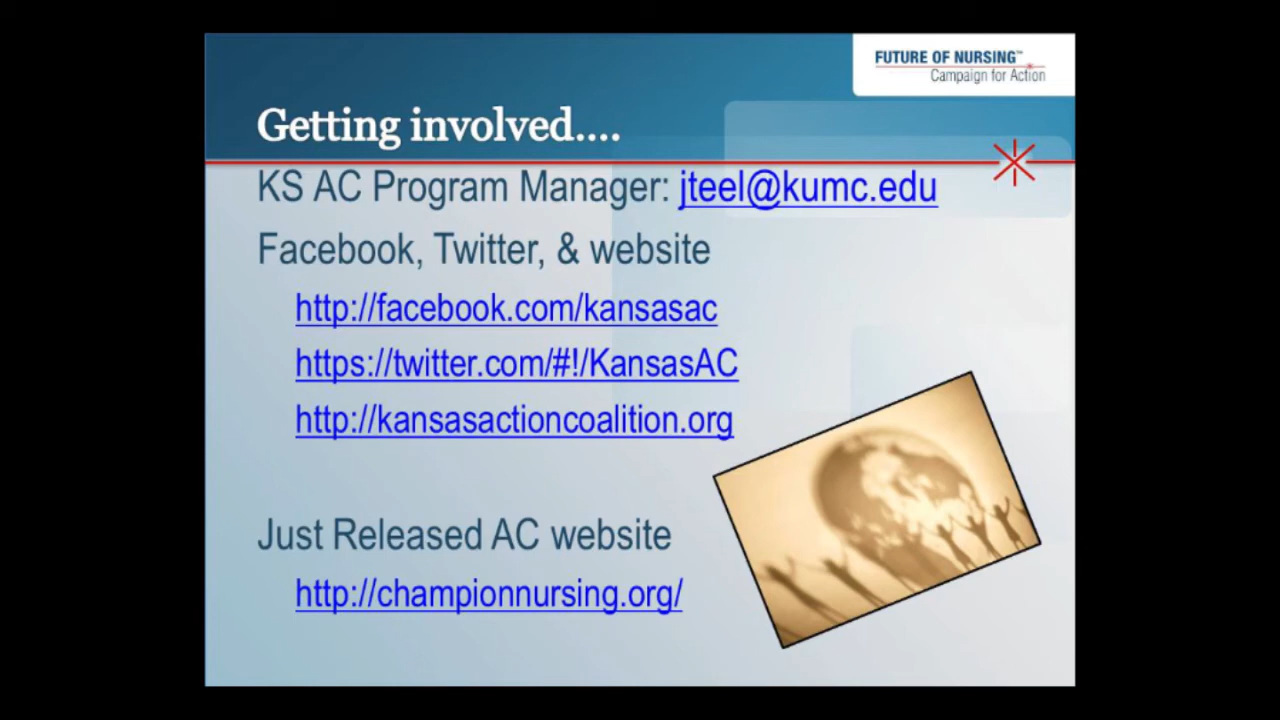 FUTURE OF NURSING™
Campaign for Action
Getting involved....
KS AC Program Manager: jteel@kumc.edu
Facebook, Twitter, & website
http://facebook.com/kansasac
https://twitter.com/#!/KansasAC
http://kansasactioncoalition.org
Just Released AC website
http://championnursing.org/